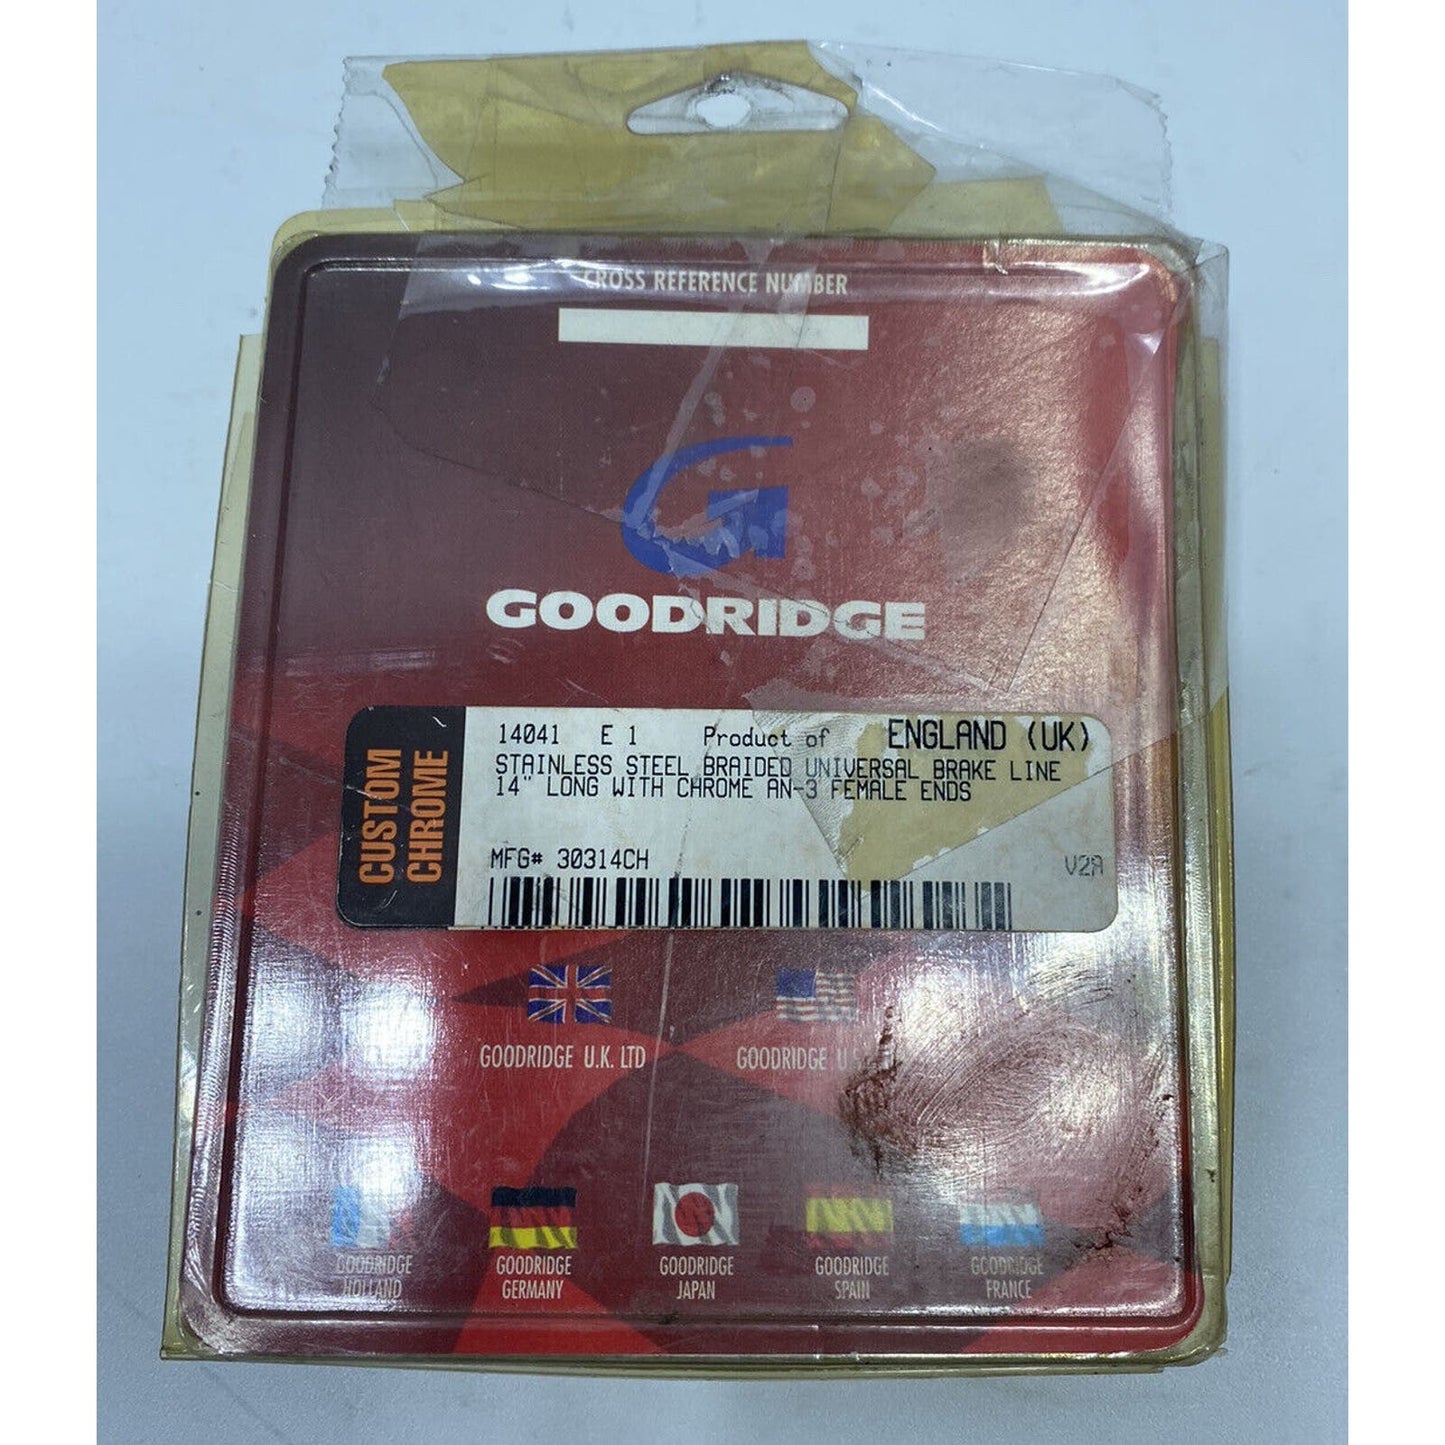 CROSS REFERENCE NUMBER
GOODRIDGE
CUSTOM
CHROME
14041 E 1 Product of ENGLAND (UK)
STAINLESS STEEL BRAIDED UNIVERSAL BRAKE LINE
14" LONG WITH CHROME AN-3 FEMALE ENDS
MFG# 30314CH V2A
GOODRIDGE U.K. LTD GOODRIDGE
GOODRIDGE GOODRIDGE GOODRIDGE GOODRIDGE GOODRIDGE
HOLLAND GERMANY JAPAN SPAIN FRANCE